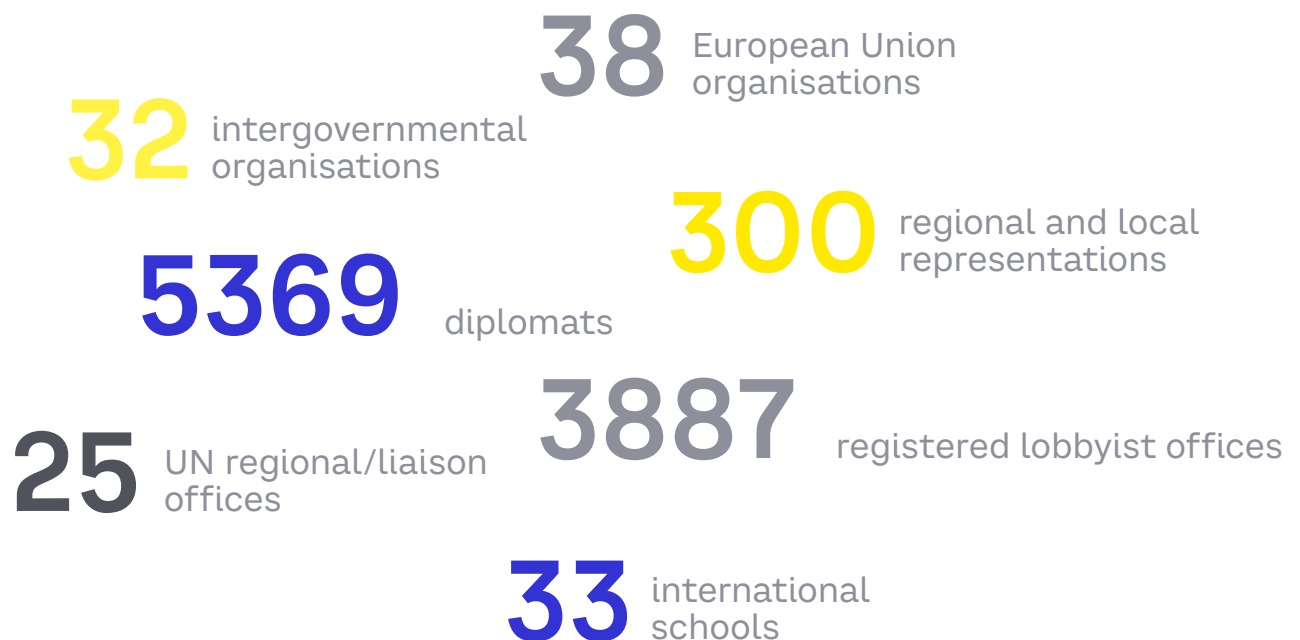 38
European Union
organisations
32
intergovernmental
organisations
300
regional and local
representations
5369
diplomats
3887
registered lobbyist offices
25
UN regional/liaison
offices
33
international
schools